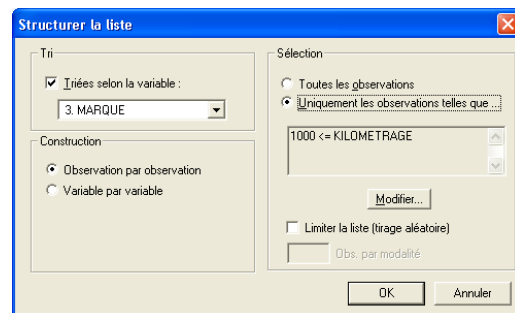 Structurer la liste
Tri
Triées selon la variable :
3. MARQUE
Construction
Observation par observation
Variable par variable
Sélection
Toutes les observations
Uniquement les observations telles que ...
1000 <= KILOMETRAGE
Modifier...
Limiter la liste (tirage aléatoire)
Obs. par modalité
OK
Annuler